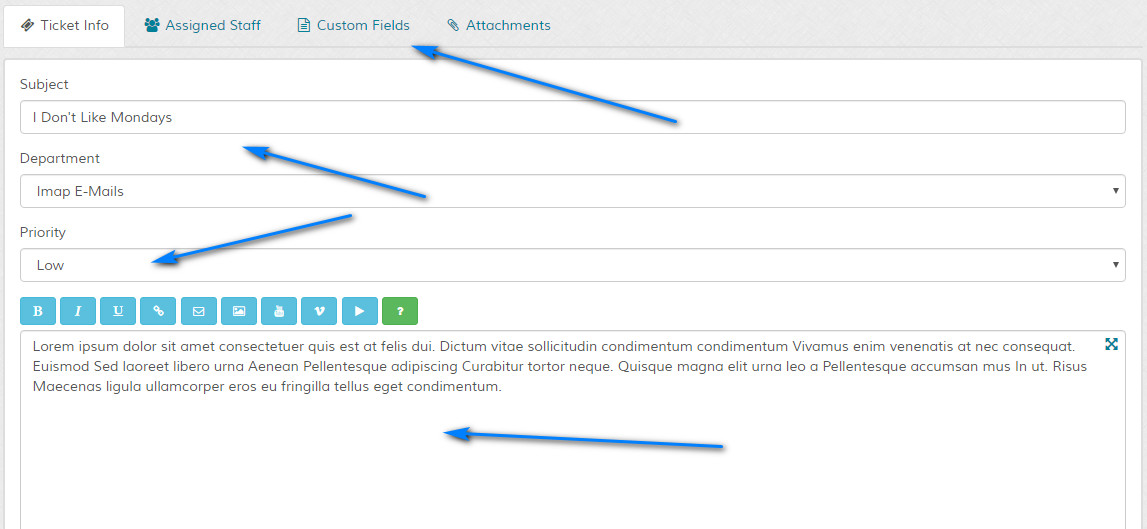 Ticket Info Assigned Staff Custom Fields Attachments
Subject
I Don't Like Mondays
Department
Imap E-Mails
Priority
Low
B I U ?
Lorem ipsum dolor sit amet consectetuer quis est at felis dui. Dictum vitae sollicitudin condimentum condimentum Vivamus enim venenatis at nec consequat.
Euismod Sed laoreet libero urna Aenean Pellentesque adipiscing Curabitur tortor neque. Quisque magna elit urna leo a Pellentesque accumsan mus In ut. Risus
Maecenas ligula ullamcorper eros eu fringilla tellus eget condimentum.